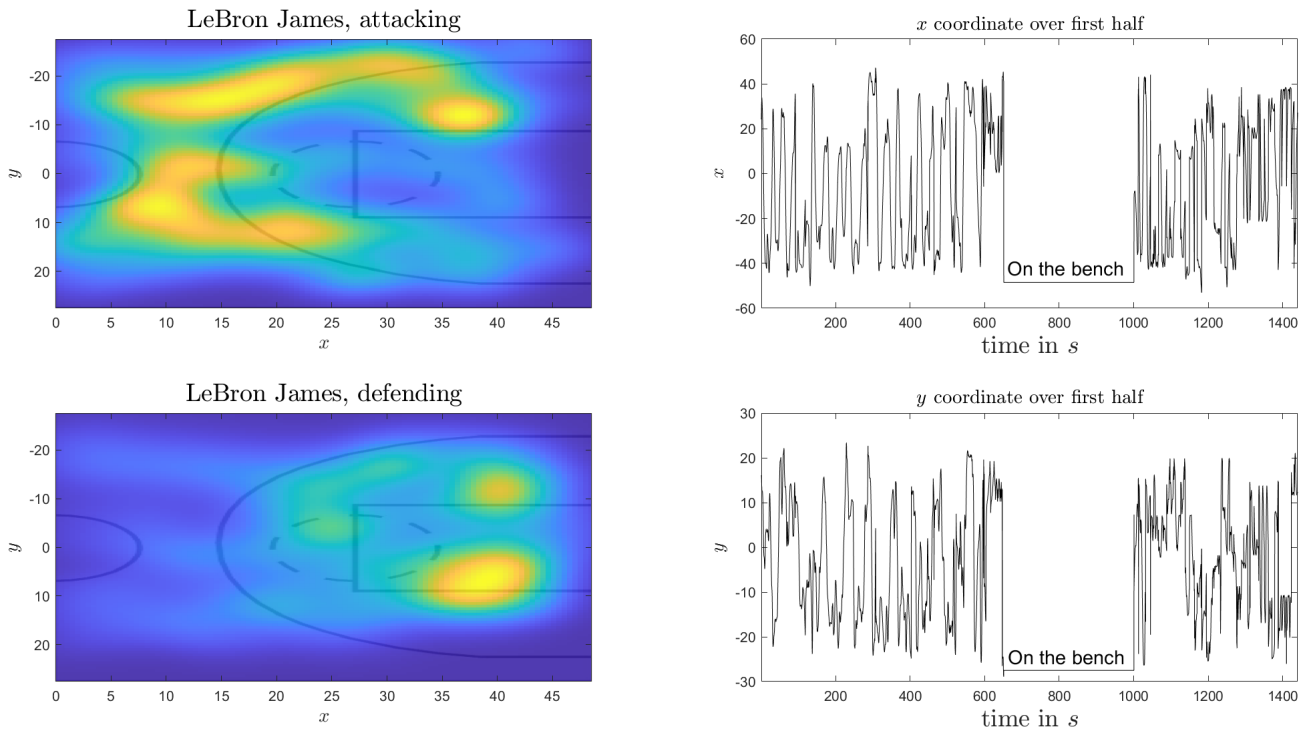 LeBron James, attacking
y
-20
-10
0
10
20
0 5 10 15 20 25 30 35 40 45
x
x coordinate over first half
x
60
40
20
0
-20
-40
-60
On the bench
200 400 600 800 1000 1200 1400
time in s
LeBron James, defending
y
-20
-10
0
10
20
0 5 10 15 20 25 30 35 40 45
x
y coordinate over first half
y
30
20
10
0
-10
-20
-30
On the bench
200 400 600 800 1000 1200 1400
time in s